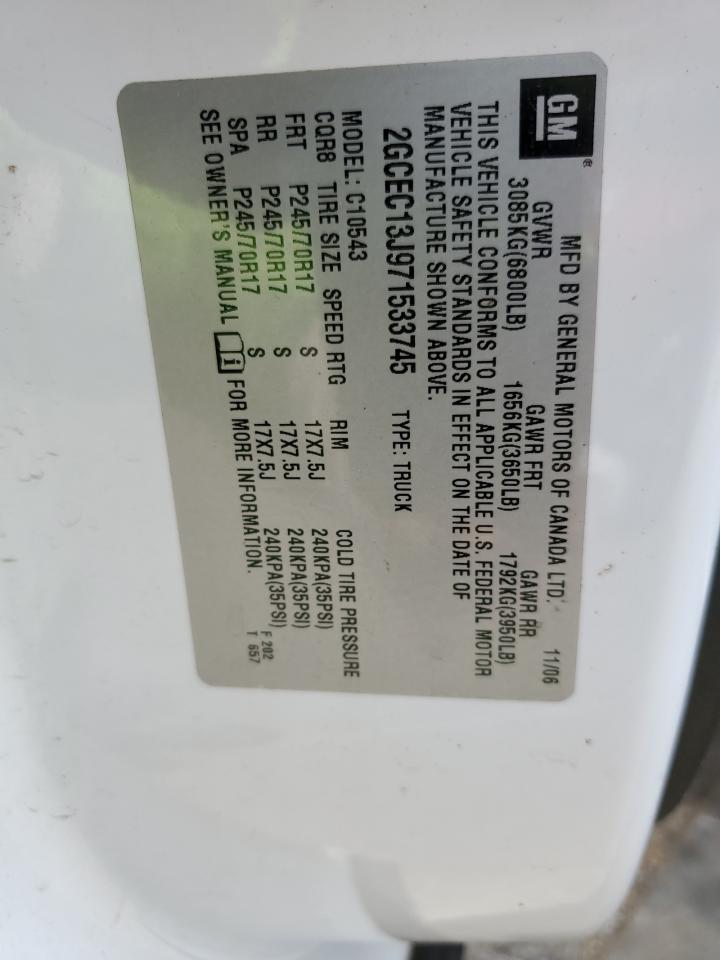 GM®
MFD BY GENERAL MOTORS OF CANADA LTD. 11/06
GVWR GAWR FRT GAWR RR
3085KG(6800LB) 1656KG(3650LB) 1792KG(3950LB)
THIS VEHICLE CONFORMS TO ALL APPLICABLE U.S. FEDERAL MOTOR
VEHICLE SAFETY STANDARDS IN EFFECT ON THE DATE OF
MANUFACTURE SHOWN ABOVE.
2GCEC13J971533745 TYPE: TRUCK
MODEL: C10543
CQR8 TIRE SIZE SPEED RTG RIM COLD TIRE PRESSURE
FRT P245/70R17 S 17X7.5J 240KPA(35PSI)
RR P245/70R17 S 17X7.5J 240KPA(35PSI)
SPA P245/70R17 S 17X7.5J 240KPA(35PSI)
SEE OWNER'S MANUAL i FOR MORE INFORMATION.
F 202
T 657